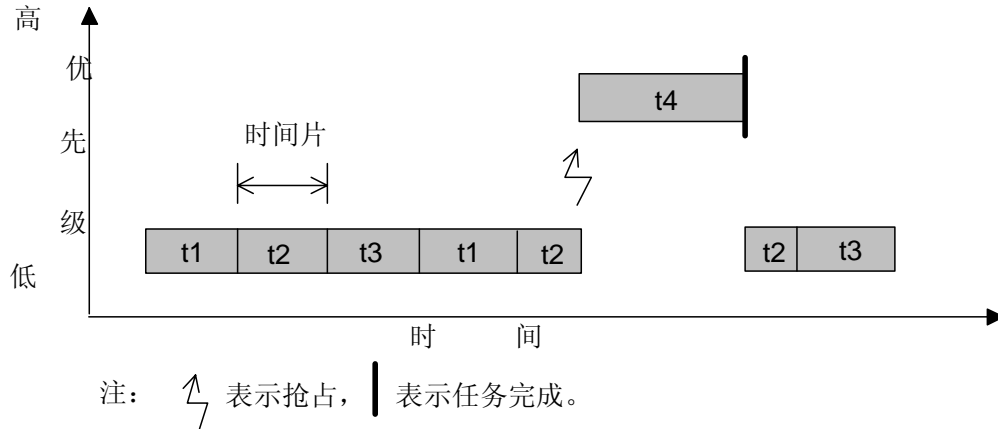 高
优
先
级
低
时间片
t4
t1 t2 t3 t1 t2
t2 t3
时 间
注： 表示抢占， 表示任务完成。